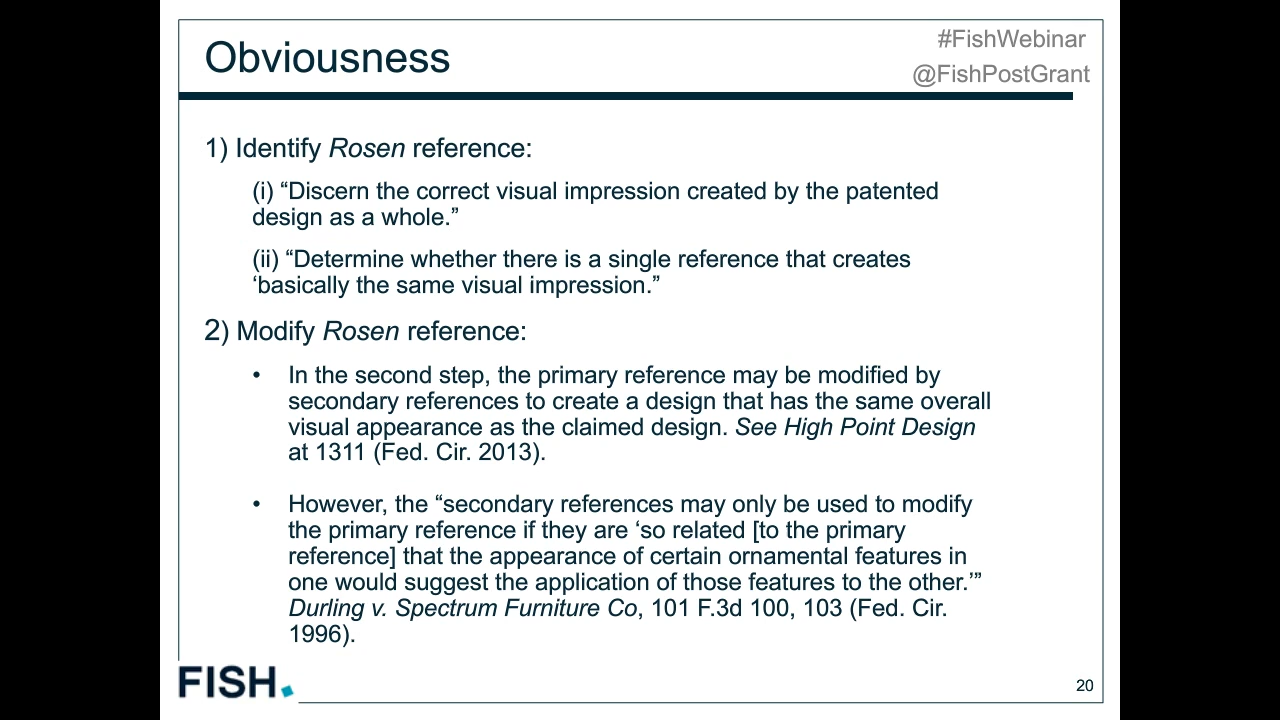 Obviousness
#FishWebinar
@FishPostGrant
1) Identify Rosen reference:
(i) “Discern the correct visual impression created by the patented
design as a whole.”
(ii) “Determine whether there is a single reference that creates
‘basically the same visual impression.”
2) Modify Rosen reference:
• In the second step, the primary reference may be modified by
secondary references to create a design that has the same overall
visual appearance as the claimed design. See High Point Design
at 1311 (Fed. Cir. 2013).
• However, the “secondary references may only be used to modify
the primary reference if they are ‘so related [to the primary
reference] that the appearance of certain ornamental features in
one would suggest the application of those features to the other.’”
Durling v. Spectrum Furniture Co, 101 F.3d 100, 103 (Fed. Cir.
1996).
FISH.
20